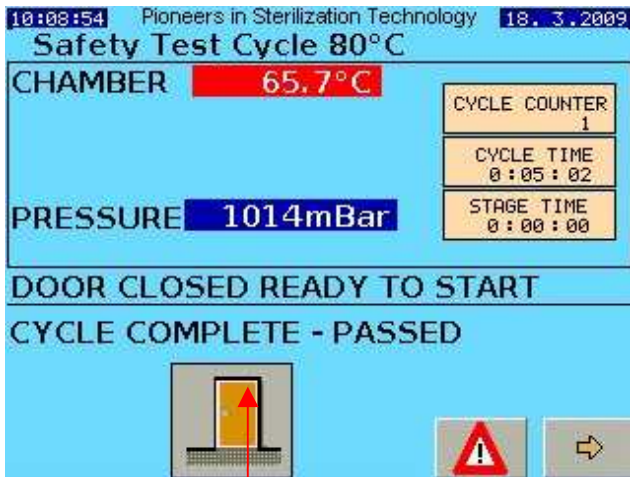 10:08:54 Pioneers in Sterilization Technology 18. 3.2009
Safety Test Cycle 80°C
CHAMBER 65.7°C
CYCLE COUNTER
1
CYCLE TIME
0:05:02
PRESSURE 1014mBar
STAGE TIME
0:00:00
DOOR CLOSED READY TO START
CYCLE COMPLETE - PASSED